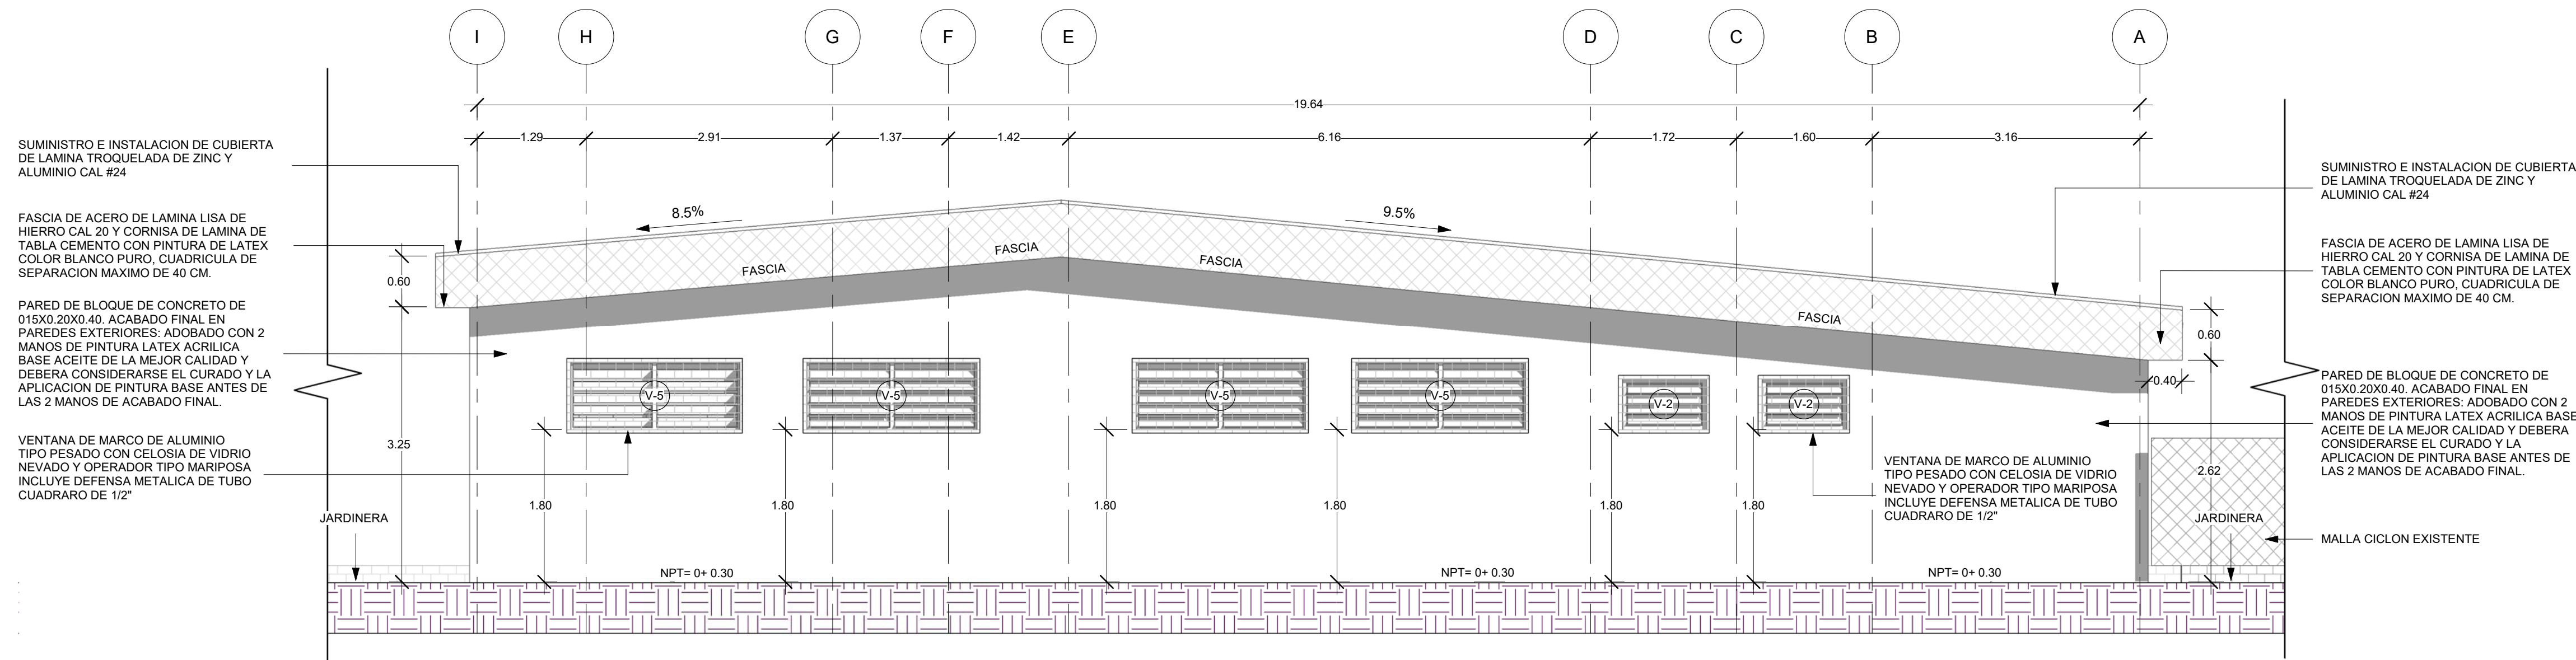 I H G F E D C B A
19.64
1.29 2.91 1.37 1.42 6.16 1.72 1.60 3.16
SUMINISTRO E INSTALACION DE CUBIERTA
DE LAMINA TROQUELADA DE ZINC Y
ALUMINIO CAL #24
FASCIA DE ACERO DE LAMINA LISA DE
HIERRO CAL 20 Y CORNISA DE LAMINA DE
TABLA CEMENTO CON PINTURA DE LATEX
COLOR BLANCO PURO, CUADRICULA DE
SEPARACION MAXIMO DE 40 CM.
PARED DE BLOQUE DE CONCRETO DE
015X0.20X0.40. ACABADO FINAL EN
PAREDES EXTERIORES: ADOBADO CON 2
MANOS DE PINTURA LATEX ACRILICA
BASE ACEITE DE LA MEJOR CALIDAD Y
DEBERA CONSIDERARSE EL CURADO Y LA
APLICACION DE PINTURA BASE ANTES DE
LAS 2 MANOS DE ACABADO FINAL.
VENTANA DE MARCO DE ALUMINIO
TIPO PESADO CON CELOSIA DE VIDRIO
NEVADO Y OPERADOR TIPO MARIPOSA
INCLUYE DEFENSA METALICA DE TUBO
CUADRARO DE 1/2"
JARDINERA
0.60
3.25
8.5%
9.5%
FASCIA
FASCIA
FASCIA
FASCIA
V-5 V-5 V-5 V-5 V-2 V-2
1.80 1.80 1.80 1.80 1.80 1.80
NPT= 0+ 0.30 NPT= 0+ 0.30 NPT= 0+ 0.30
VENTANA DE MARCO DE ALUMINIO
TIPO PESADO CON CELOSIA DE VIDRIO
NEVADO Y OPERADOR TIPO MARIPOSA
INCLUYE DEFENSA METALICA DE TUBO
CUADRARO DE 1/2"
0.60
0.40
2.62
JARDINERA
SUMINISTRO E INSTALACION DE CUBIERTA
DE LAMINA TROQUELADA DE ZINC Y
ALUMINIO CAL #24
FASCIA DE ACERO DE LAMINA LISA DE
HIERRO CAL 20 Y CORNISA DE LAMINA DE
TABLA CEMENTO CON PINTURA DE LATEX
COLOR BLANCO PURO, CUADRICULA DE
SEPARACION MAXIMO DE 40 CM.
PARED DE BLOQUE DE CONCRETO DE
015X0.20X0.40. ACABADO FINAL EN
PAREDES EXTERIORES: ADOBADO CON 2
MANOS DE PINTURA LATEX ACRILICA BASE
ACEITE DE LA MEJOR CALIDAD Y DEBERA
CONSIDERARSE EL CURADO Y LA
APLICACION DE PINTURA BASE ANTES DE
LAS 2 MANOS DE ACABADO FINAL.
MALLA CICLON EXISTENTE